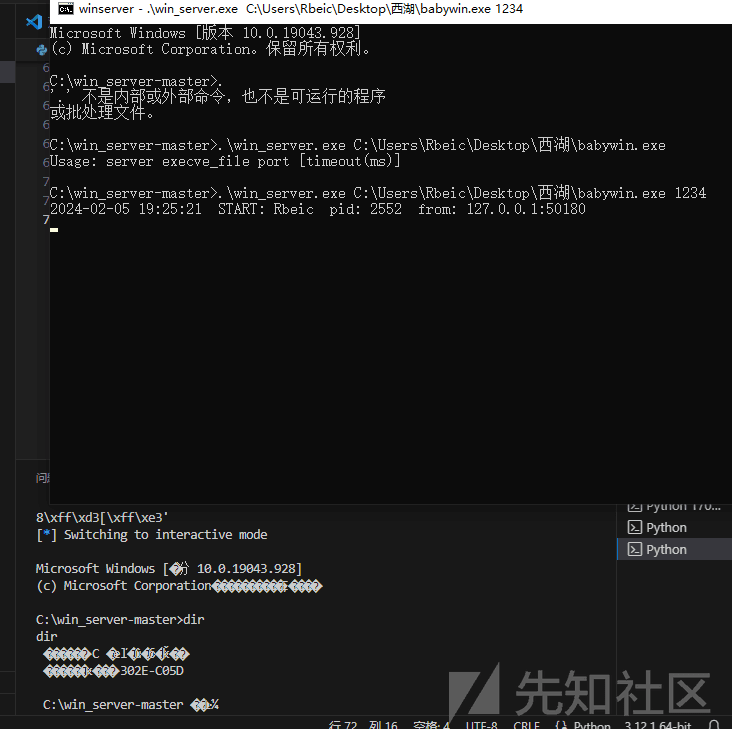 winserver - .\win_server.exe C:\Users\Rbeic\Desktop\西湖\babywin.exe 1234
Microsoft Windows [版本 10.0.19043.928]
(c) Microsoft Corporation。保留所有权利。
C:\win_server-master>.
'.' 不是内部或外部命令，也不是可运行的程序
或批处理文件。
C:\win_server-master>.\win_server.exe C:\Users\Rbeic\Desktop\西湖\babywin.exe
Usage: server execve_file port [timeout(ms)]
C:\win_server-master>.\win_server.exe C:\Users\Rbeic\Desktop\西湖\babywin.exe 1234
2024-02-05 19:25:21 START: Rbeic pid: 2552 from: 127.0.0.1:50180
8\xff\xd3[\xff\xe3'
[*] Switching to interactive mode
Microsoft Windows [ 10.0.19043.928]
(c) Microsoft Corporation
C:\win_server-master>dir
dir
302E-C05D
C:\win_server-master
Python
Python
先知社区
行 72, 列 16 空格: 4 UTF-8 CRLF {} Python 3.12.1 64-bit